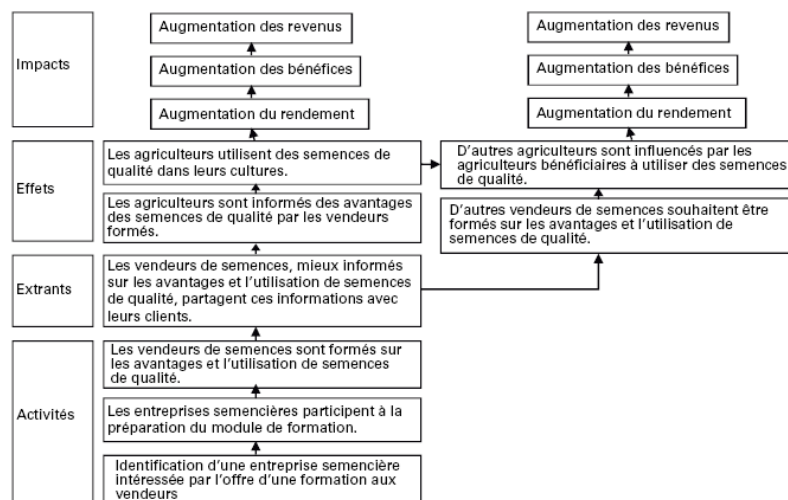 Impacts
Augmentation des revenus
Augmentation des bénéfices
Augmentation du rendement
Augmentation des revenus
Augmentation des bénéfices
Augmentation du rendement
Effets
Les agriculteurs utilisent des semences de
qualité dans leurs cultures.
D'autres agriculteurs sont influencés par les
agriculteurs bénéficiaires à utiliser des semences
de qualité.
Les agriculteurs sont informés des avantages
des semences de qualité par les vendeurs
formés.
D'autres vendeurs de semences souhaitent être
formés sur les avantages et l'utilisation de
semences de qualité.
Extrants
Les vendeurs de semences, mieux informés
sur les avantages et l'utilisation de semences
de qualité, partagent ces informations avec
leurs clients.
Activités
Les vendeurs de semences sont formés sur
les avantages et l'utilisation de semences
de qualité.
Les entreprises semencières participent à la
préparation du module de formation.
Identification d'une entreprise semencière
intéressée par l'offre d'une formation aux
vendeurs